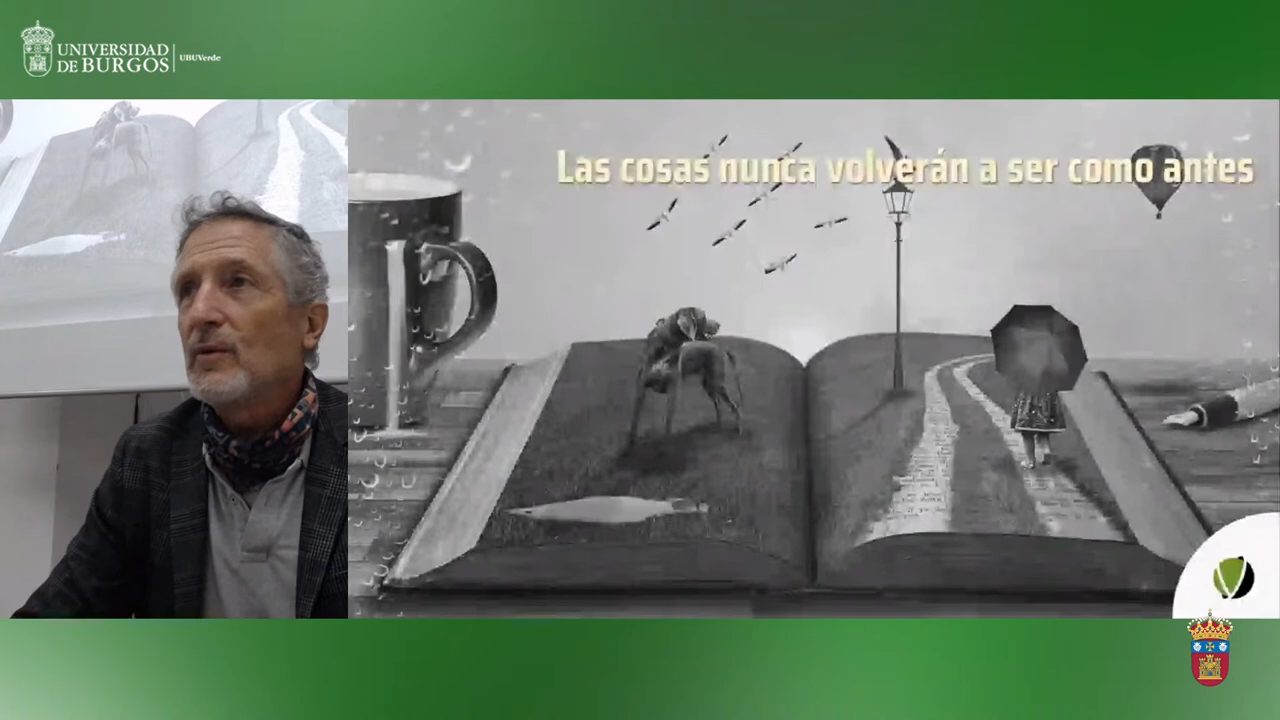 UNIVERSIDAD
DE BURGOS
UBUVerde
Las cosas nunca volverán a ser como antes